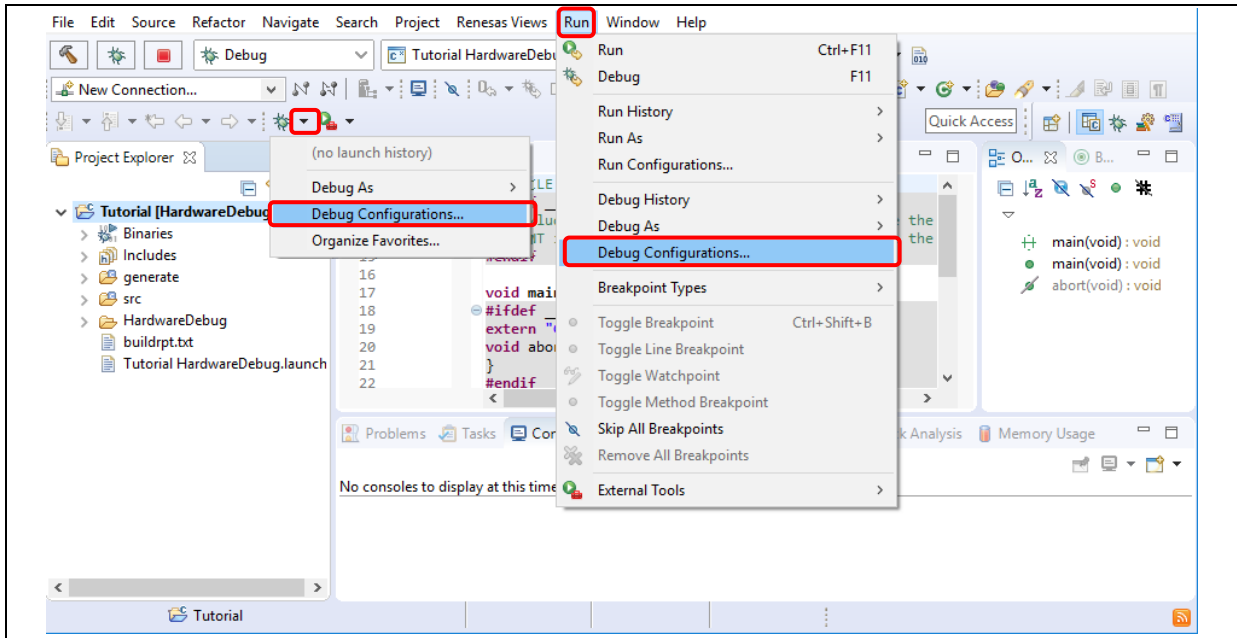 File Edit Source Refactor Navigate Search Project Renesas Views Run Window Help
Debug
Tutorial HardwareDebu
New Connection...
Quick Access
Run Ctrl+F11
Debug F11
Run History
Run As
Run Configurations...
Debug History
Debug As
Debug Configurations...
Breakpoint Types
Toggle Breakpoint Ctrl+Shift+B
Toggle Line Breakpoint
Toggle Watchpoint
Toggle Method Breakpoint
Skip All Breakpoints
Remove All Breakpoints
External Tools
(no launch history)
Debug As
Debug Configurations...
Organize Favorites...
Project Explorer
Tutorial [HardwareDebug
Binaries
Includes
generate
src
HardwareDebug
buildrpt.txt
Tutorial HardwareDebug.launch
the
the
16
17 void mai
18 #ifdef
19 extern "
20 void abo
21 }
22 #endif
O... B...
main(void) : void
main(void) : void
abort(void) : void
Problems Tasks Co Analysis Memory Usage
No consoles to display at this time
Tutorial